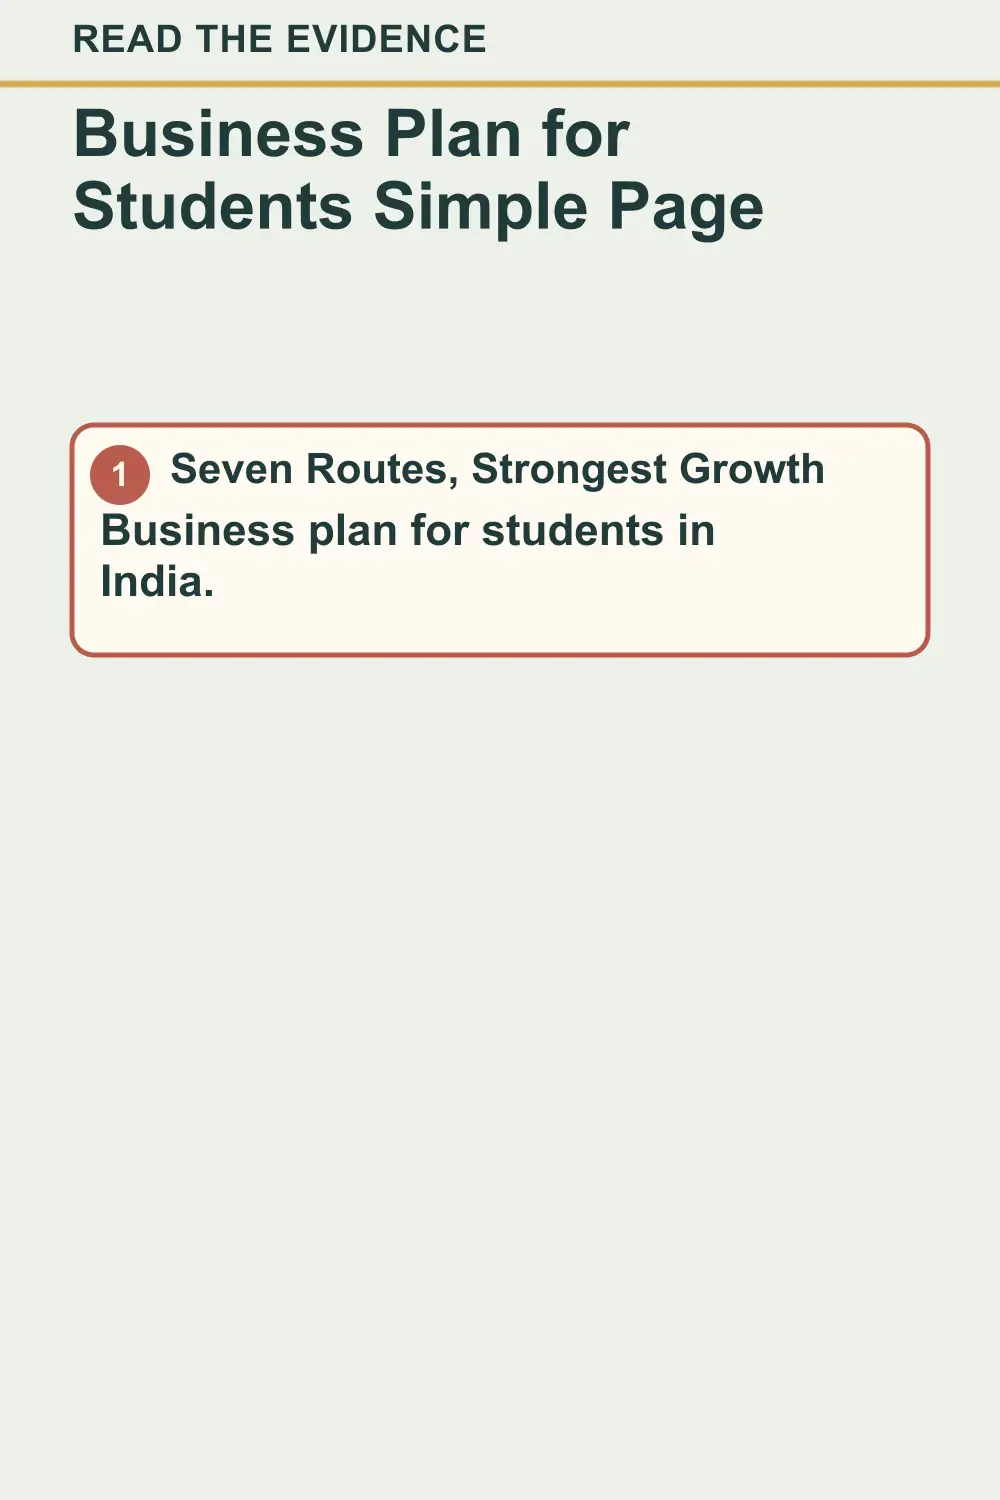 READ THE EVIDENCE
Business Plan for
Students Simple Page
1 Seven Routes, Strongest Growth
Business plan for students in
India.